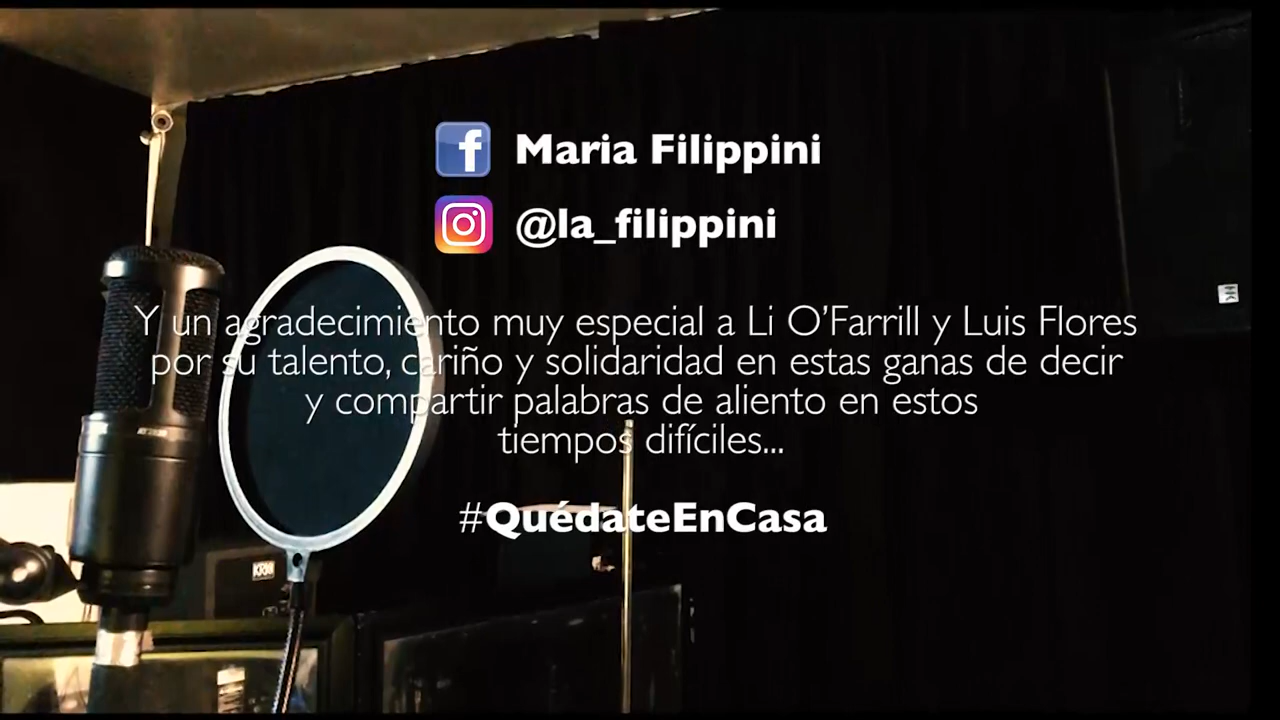 Maria Filippini
@la_filippini
Y un agradecimiento muy especial a Li O'Farrill y Luis Flores
por su talento, cariño y solidaridad en estas ganas de decir
y compartir palabras de aliento en estos
tiempos difíciles...
#QuédateEnCasa
KRK